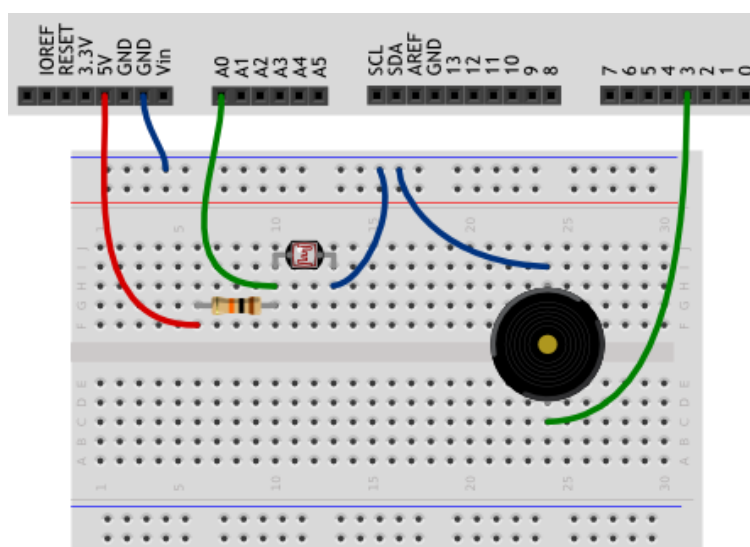 IOREF
RESET
3.3V
5V
GND
GND
Vin
A0
A1
A2
A3
A4
A5
SCL
SDA
AREF
GND
13
12
11
10
9
8
7
6
5
4
3
2
1
0
1 5 10 15 20 25 30
J J
I I
H H
G G
F F
E E
D D
C C
B B
A A
1 5 10 15 20 25 30